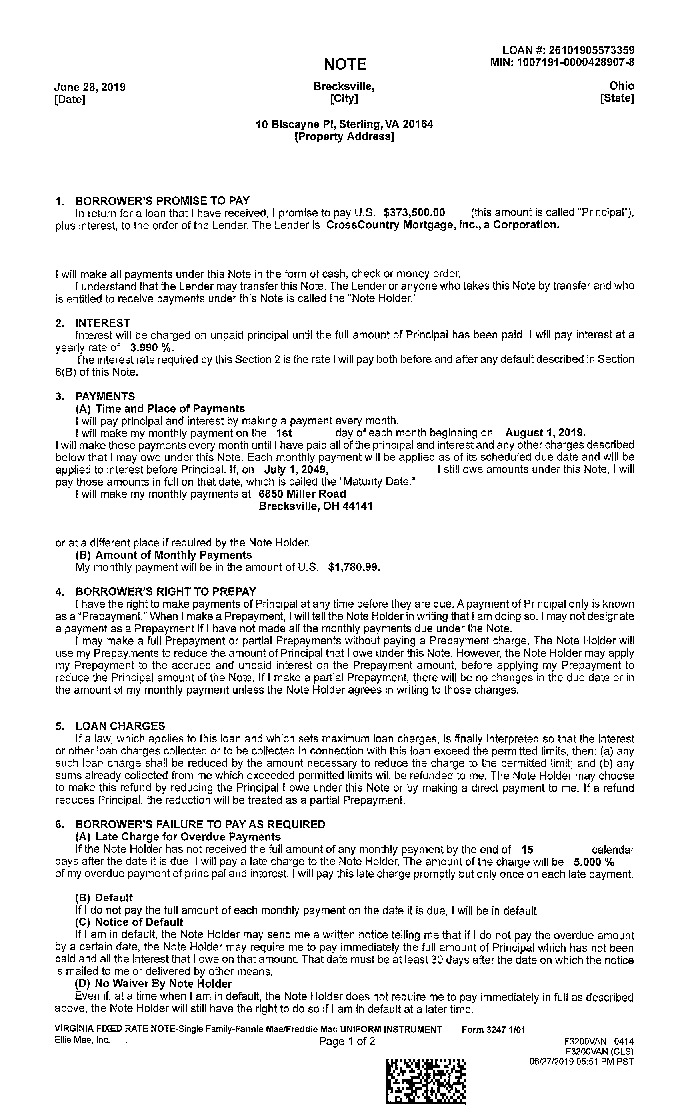 LOAN #: 26101905573359
NOTE
MIN: 1007191-0000428907-8
June 28, 2019
Brecksville,
Ohio
[Date]
[City]
[State]
10 Biscayne Pl, Sterling, VA 20164
[Property Address]
1. BORROWER'S PROMISE TO PAY
In return for a loan that I have received, I promise to pay U.S. $373,500.00 (this amount is called "Principal"),
plus interest, to the order of the Lender. The Lender is CrossCountry Mortgage, Inc., a Corporation.
I will make all payments under this Note in the form of cash, check or money order.
I understand that the Lender may transfer this Note. The Lender or anyone who takes this Note by transfer and who
is entitled to receive payments under this Note is called the "Note Holder."
2. INTEREST
Interest will be charged on unpaid principal until the full amount of Principal has been paid. I will pay interest at a
yearly rate of 3.990 %.
The interest rate required by this Section 2 is the rate I will pay both before and after any default described in Section
6(B) of this Note.
3. PAYMENTS
(A) Time and Place of Payments
I will pay principal and interest by making a payment every month.
I will make my monthly payment on the 1st day of each month beginning on August 1, 2019.
I will make these payments every month until I have paid all of the principal and interest and any other charges described
below that I may owe under this Note. Each monthly payment will be applied as of its scheduled due date and will be
applied to interest before Principal. If, on July 1, 2049, I still owe amounts under this Note, I will
pay those amounts in full on that date, which is called the "Maturity Date."
I will make my monthly payments at 6850 Miller Road
Brecksville, OH 44141
or at a different place if required by the Note Holder.
(B) Amount of Monthly Payments
My monthly payment will be in the amount of U.S. $1,780.99.
4. BORROWER'S RIGHT TO PREPAY
I have the right to make payments of Principal at any time before they are due. A payment of Principal only is known
as a "Prepayment." When I make a Prepayment, I will tell the Note Holder in writing that I am doing so. I may not designate
a payment as a Prepayment if I have not made all the monthly payments due under the Note.
I may make a full Prepayment or partial Prepayments without paying a Prepayment charge. The Note Holder will
use my Prepayments to reduce the amount of Principal that I owe under this Note. However, the Note Holder may apply
my Prepayment to the accrued and unpaid interest on the Prepayment amount, before applying my Prepayment to
reduce the Principal amount of the Note. If I make a partial Prepayment, there will be no changes in the due date or in
the amount of my monthly payment unless the Note Holder agrees in writing to those changes.
5. LOAN CHARGES
If a law, which applies to this loan and which sets maximum loan charges, is finally interpreted so that the interest
or other loan charges collected or to be collected in connection with this loan exceed the permitted limits, then: (a) any
such loan charge shall be reduced by the amount necessary to reduce the charge to the permitted limit; and (b) any
sums already collected from me which exceeded permitted limits will be refunded to me. The Note Holder may choose
to make this refund by reducing the Principal I owe under this Note or by making a direct payment to me. If a refund
reduces Principal, the reduction will be treated as a partial Prepayment.
6. BORROWER'S FAILURE TO PAY AS REQUIRED
(A) Late Charge for Overdue Payments
If the Note Holder has not received the full amount of any monthly payment by the end of 15 calendar
days after the date it is due, I will pay a late charge to the Note Holder. The amount of the charge will be 5.000 %
of my overdue payment of principal and interest. I will pay this late charge promptly but only once on each late payment.
(B) Default
If I do not pay the full amount of each monthly payment on the date it is due, I will be in default.
(C) Notice of Default
If I am in default, the Note Holder may send me a written notice telling me that if I do not pay the overdue amount
by a certain date, the Note Holder may require me to pay immediately the full amount of Principal which has not been
paid and all the interest that I owe on that amount. That date must be at least 30 days after the date on which the notice
is mailed to me or delivered by other means.
(D) No Waiver By Note Holder
Even if, at a time when I am in default, the Note Holder does not require me to pay immediately in full as described
above, the Note Holder will still have the right to do so if I am in default at a later time.
VIRGINIA FIXED RATE NOTE-Single Family-Fannie Mae/Freddie Mac UNIFORM INSTRUMENT Form 3247 1/01
Ellie Mae, Inc.
Page 1 of 2
F3200VAN 0414
F3200VAN (CLS)
06/27/2019 05:51 PM PST